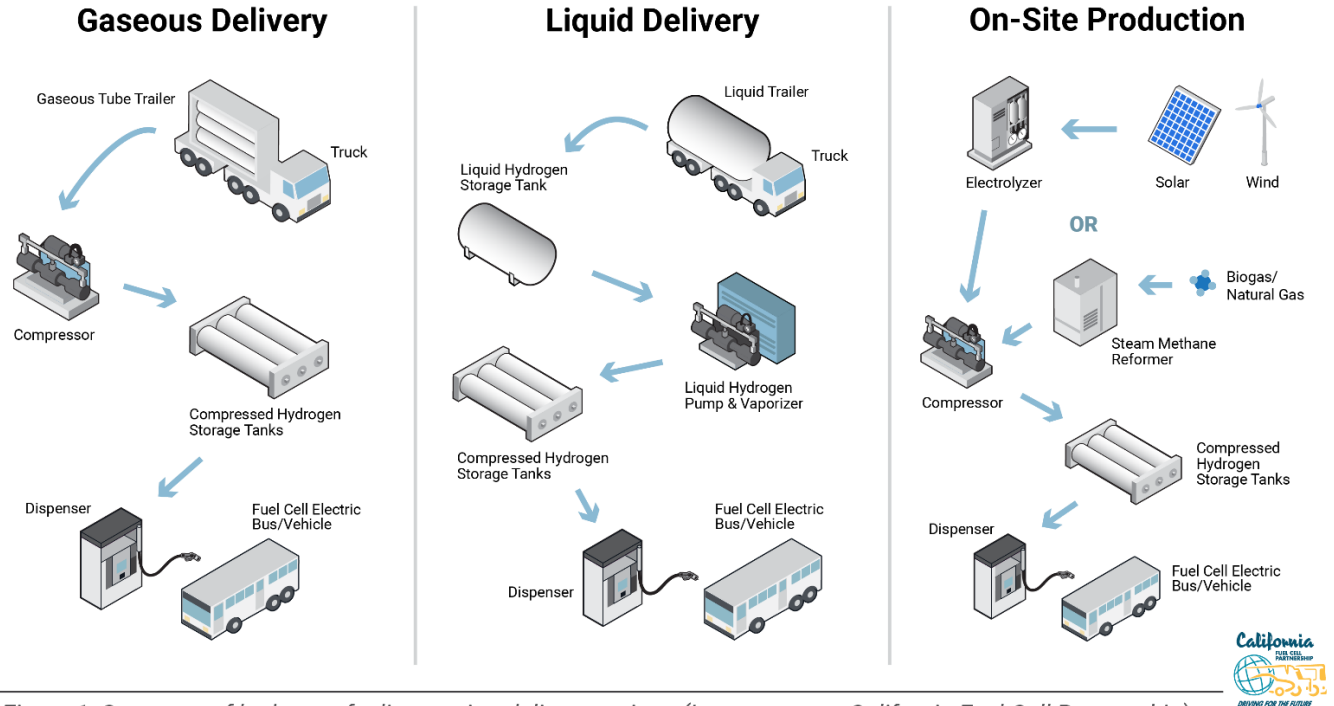 Gaseous Delivery
Gaseous Tube Trailer
Truck
Compressor
Compressed Hydrogen
Storage Tanks
Dispenser
Fuel Cell Electric
Bus/Vehicle
Liquid Delivery
Liquid Trailer
Truck
Liquid Hydrogen
Storage Tank
Liquid Hydrogen
Pump & Vaporizer
Compressed Hydrogen
Storage Tanks
Fuel Cell Electric
Bus/Vehicle
Dispenser
On-Site Production
Electrolyzer
Solar
Wind
OR
Biogas/
Natural Gas
Steam Methane
Reformer
Compressor
Compressed
Hydrogen
Storage Tanks
Dispenser
Fuel Cell Electric
Bus/Vehicle
California
FUEL CELL
PARTNERSHIP
DRIVING FOR THE FUTURE